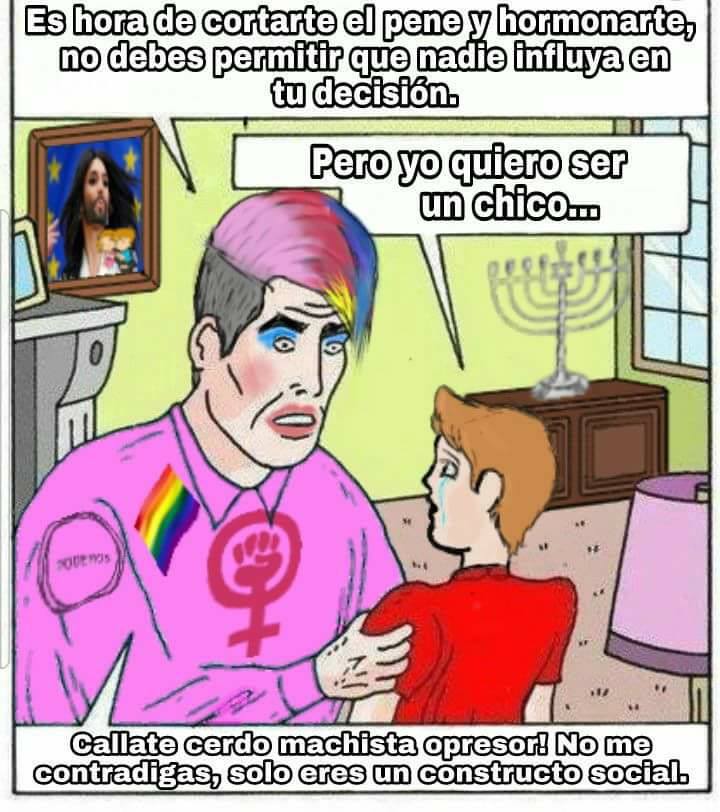 Es hora de cortarte el pene y hormonarte,
no debes permitir que nadie influya en
tu decisión.
Pero yo quiero ser
un chico...
PODEMOS
Callate cerdo machista opresor! No me
contradigas, solo eres un constructo social.